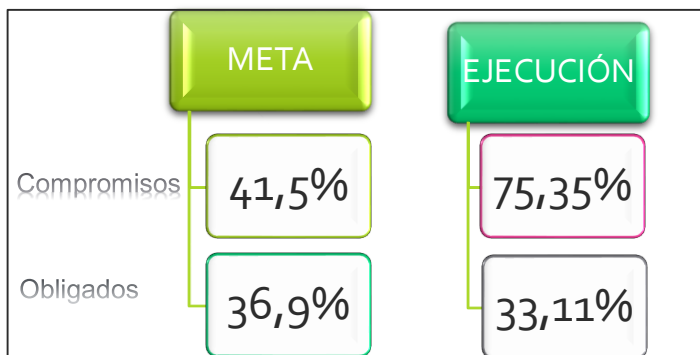 META EJECUCIÓN
Compromisos 41,5% 75,35%
Obligados 36,9% 33,11%